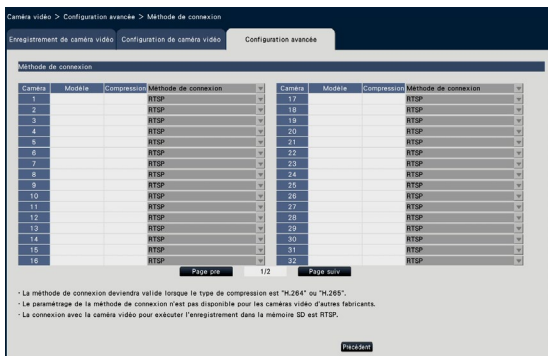 Caméra vidéo > Configuration avancée > Méthode de connexion
Enregistrement de caméra vidéo Configuration de caméra vidéo Configuration avancée
Méthode de connexion
Caméra Modèle Compression Méthode de connexion Caméra Modèle Compression Méthode de connexion
1 RTSP 17 RTSP
2 RTSP 18 RTSP
3 RTSP 19 RTSP
4 RTSP 20 RTSP
5 RTSP 21 RTSP
6 RTSP 22 RTSP
7 RTSP 23 RTSP
8 RTSP 24 RTSP
9 RTSP 25 RTSP
10 RTSP 26 RTSP
11 RTSP 27 RTSP
12 RTSP 28 RTSP
13 RTSP 29 RTSP
14 RTSP 30 RTSP
15 RTSP 31 RTSP
16 RTSP 32 RTSP
Page pre 1/2 Page suiv
· La méthode de connexion deviendra valide lorsque le type de compression est "H.264" ou "H.265".
· Le paramétrage de la méthode de connexion n'est pas disponible pour les caméras vidéo d'autres fabricants.
· La connexion avec la caméra vidéo pour exécuter l'enregistrement dans la mémoire SD est RTSP.
Précédent